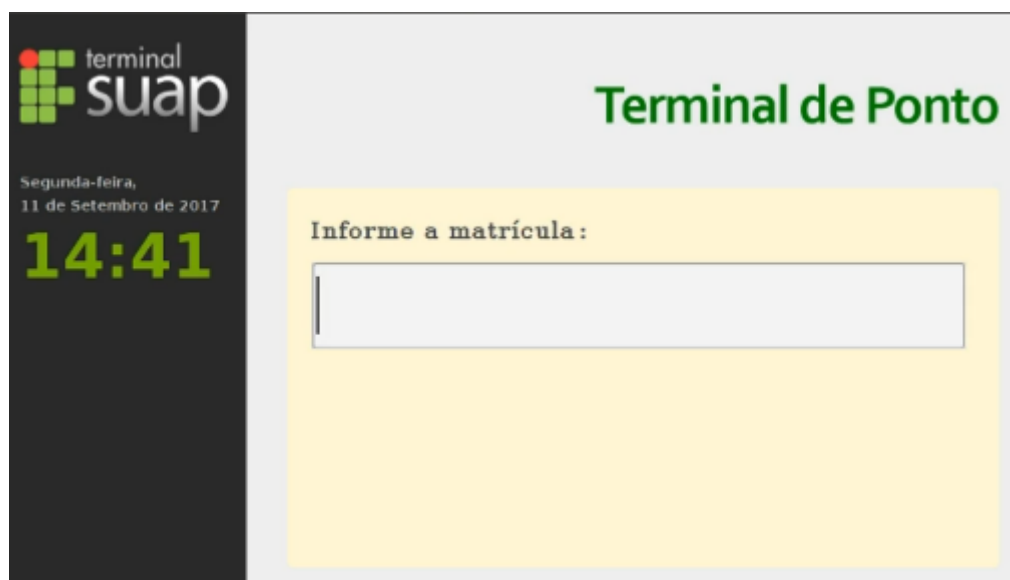 terminal
suap
Terminal de Ponto
Segunda-feira,
11 de Setembro de 2017
14:41
Informe a matrícula: